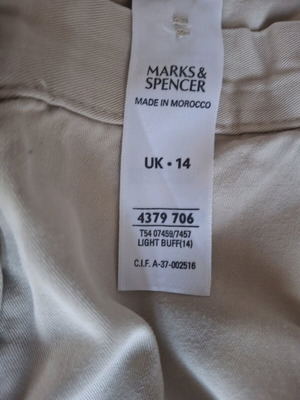 MARKS &
SPENCER
MADE IN MOROCCO
UK • 14
4379 706
T54 07459/7457
LIGHT BUFF(14)
C.I.F. A-37-002516